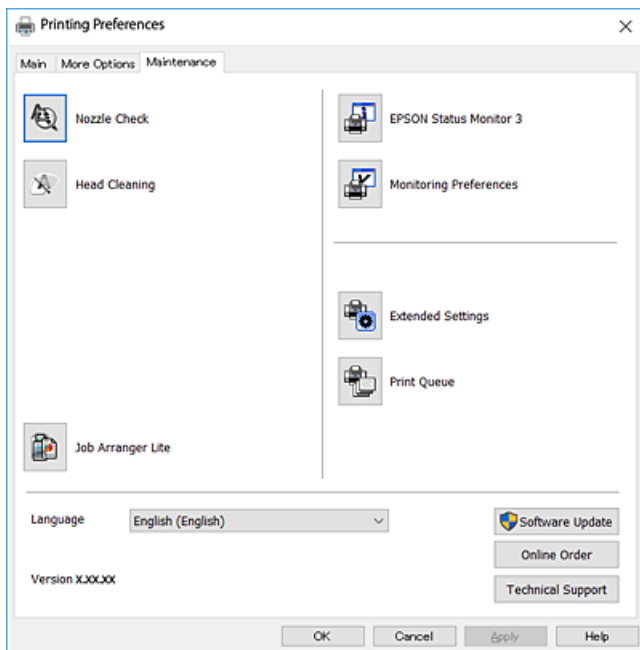 Printing Preferences
Main More Options Maintenance
Nozzle Check
Head Cleaning
Job Arranger Lite
EPSON Status Monitor 3
Monitoring Preferences
Extended Settings
Print Queue
Language English (English)
Software Update
Online Order
Version X.XX.XX
Technical Support
OK Cancel Apply Help